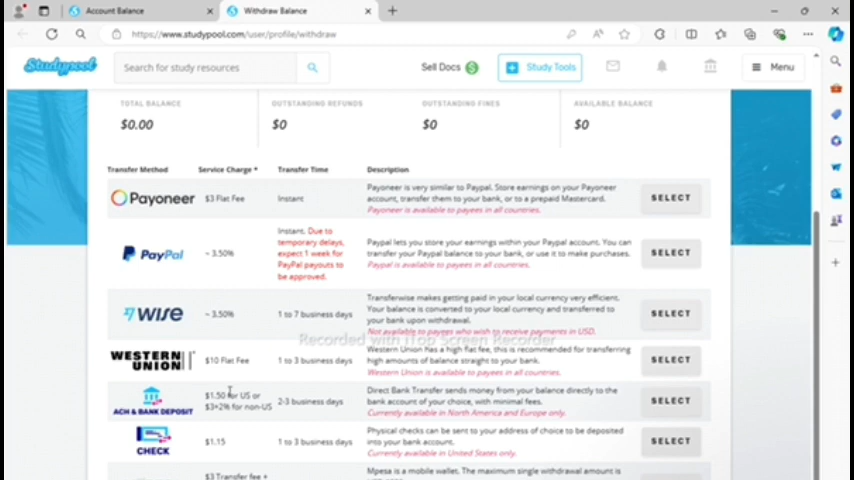 Account Balance
Withdraw Balance
https://www.studypool.com/user/profile/withdraw
Studypool
Search for study resources
Sell Docs $
Study Tools
Menu
TOTAL BALANCE
OUTSTANDING REFUNDS
OUTSTANDING FINES
AVAILABLE BALANCE
$0.00
$0
$0
$0
Transfer Method
Service Charge *
Transfer Time
Description
Payoneer
$3 Flat Fee
Instant
Payoneer is very similar to Paypal. Store earnings on your Payoneer
account, transfer them to your bank, or to a prepaid Mastercard.
Payoneer is available to payees in all countries.
SELECT
PayPal
~ 3.50%
Instant. Due to
temporary delays,
expect 1 week for
PayPal payouts to
be approved.
Paypal lets you store your earnings within your Paypal account. You can
transfer your Paypal balance to your bank, or use it to make purchases.
Paypal is available to payees in all countries.
SELECT
WISE
~ 3.50%
1 to 7 business days
Transferwise makes getting paid in your local currency very efficient.
Your balance is converted to your local currency and transferred to
your bank upon withdrawal.
Not available to payees who wish to receive payments in USD.
SELECT
Recorded with iTop Screen Recorder
WESTERN
UNION
$10 Flat Fee
1 to 3 business days
Western Union has a high flat fee, this is recommended for transferring
high amounts of balance straight to your bank.
Western Union is available to payees in all countries.
SELECT
ACH & BANK DEPOSIT
$1.50 for US or
$3+2% for non-US
2-3 business days
Direct Bank Transfer sends money from your balance directly to the
bank account of your choice, with minimal fees.
Currently available in North America and Europe only.
SELECT
CHECK
$1.15
1 to 3 business days
Physical checks can be sent to your address of choice to be deposited
into your bank account.
Currently available in United States only.
SELECT
$3 Transfer fee +
Mpesa is a mobile wallet. The maximum single withdrawal amount is